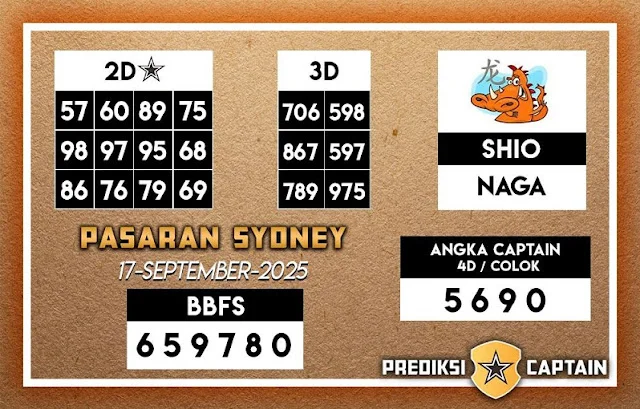 2D
57 60 89 75
98 97 95 68
86 76 79 69
3D
706 598
867 597
789 975
龙
SHIO
NAGA
PASARAN SYDNEY
17-SEPTEMBER-2025
BBFS
659780
ANGKA CAPTAIN
4D / COLOK
5690
PREDIKSI CAPTAIN